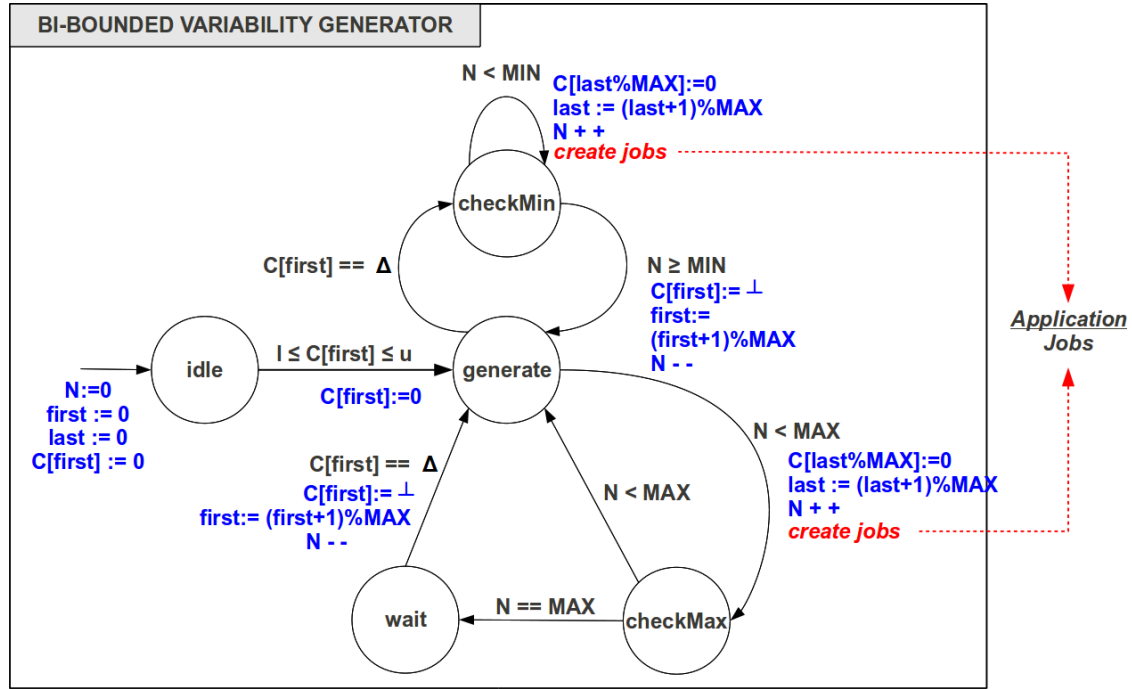 BI-BOUNDED VARIABILITY GENERATOR
N < MIN
C[last%MAX]:=0
last := (last+1)%MAX
N + +
create jobs
checkMin
C[first] == Δ
N ≥ MIN
C[first]:= ⊥
first:=
(first+1)%MAX
N - -
Application
Jobs
idle
l ≤ C[first] ≤ u
C[first]:=0
generate
N:=0
first := 0
last := 0
C[first] := 0
C[first] == Δ
C[first]:= ⊥
first:= (first+1)%MAX
N - -
N < MAX
N < MAX
C[last%MAX]:=0
last := (last+1)%MAX
N + +
create jobs
wait
N == MAX
checkMax